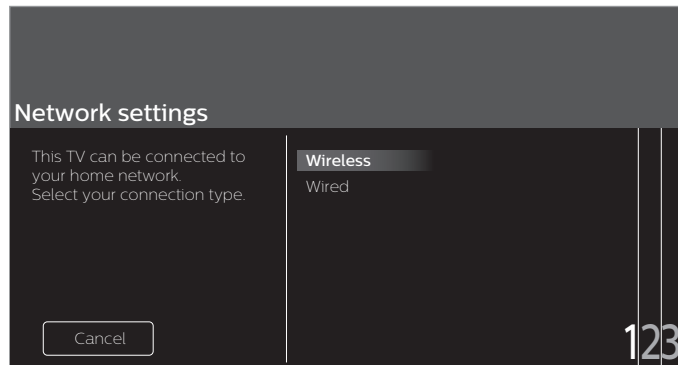 Network settings
This TV can be connected to
your home network.
Select your connection type.
Wireless
Wired
Cancel
123